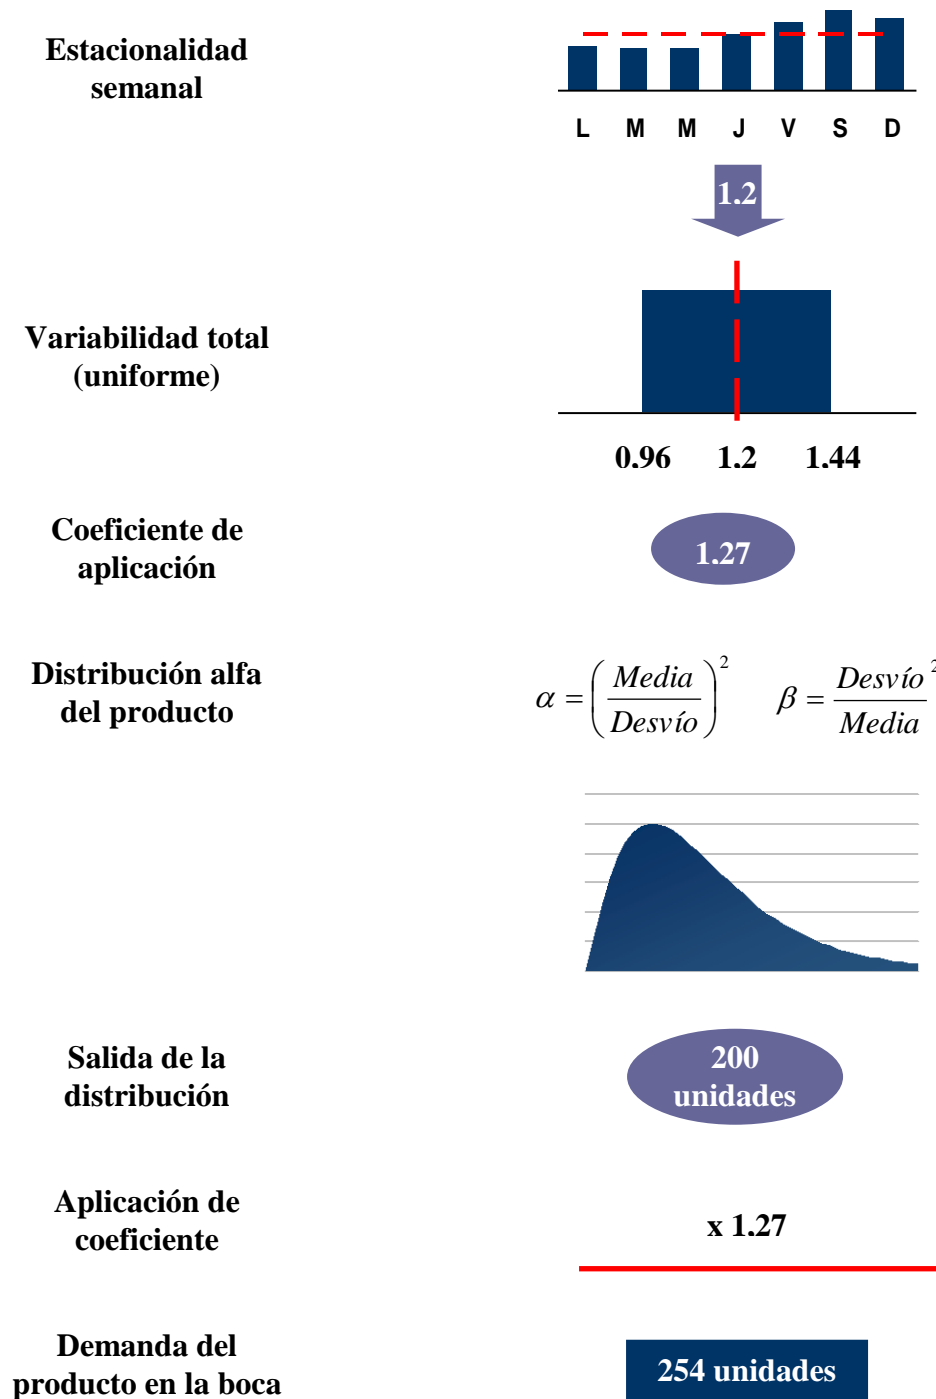 Estacionalidad
semanal
L M M J V S D
1.2
Variabilidad total
(uniforme)
0.96 1.2 1.44
Coeficiente de
aplicación
1.27
Distribución alfa
del producto
α = (Media / Desvío)² β = Desvío² / Media
Salida de la
distribución
200
unidades
Aplicación de
coeficiente
x 1.27
Demanda del
producto en la boca
254 unidades